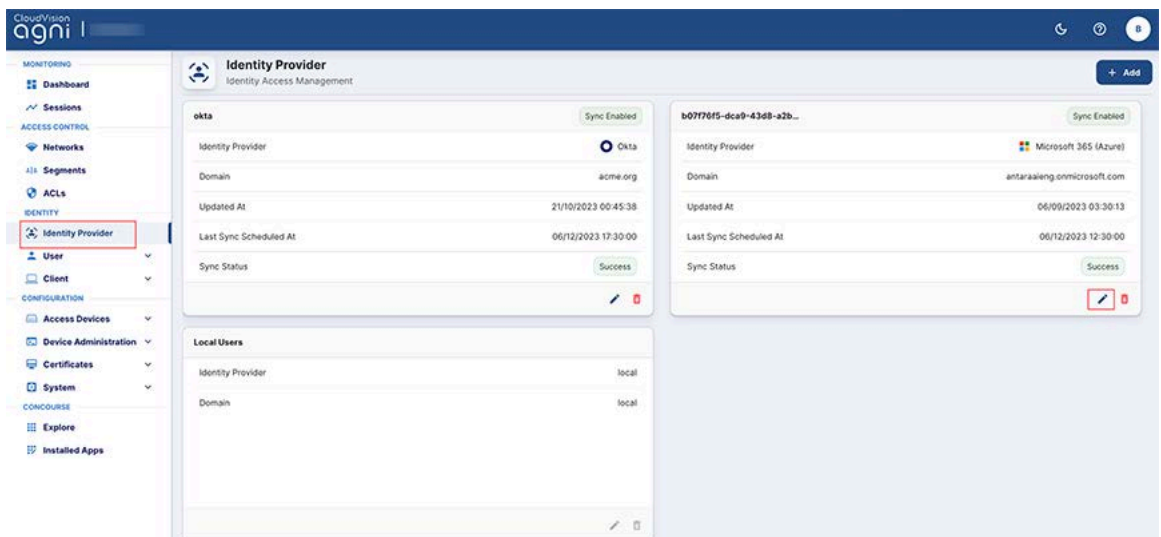 CloudVision
agni
B
MONITORING
Dashboard
Sessions
ACCESS CONTROL
Networks
Segments
ACLs
IDENTITY
Identity Provider
User
Client
CONFIGURATION
Access Devices
Device Administration
Certificates
System
CONCOURSE
Explore
Installed Apps
Identity Provider
Identity Access Management
+ Add
okta Sync Enabled
Identity Provider Okta
Domain acme.org
Updated At 21/10/2023 00:45:38
Last Sync Scheduled At 06/12/2023 17:30:00
Sync Status Success
b07f76f5-dca9-43d8-a2b... Sync Enabled
Identity Provider Microsoft 365 (Azure)
Domain antaraaieng.onmicrosoft.com
Updated At 06/09/2023 03:30:13
Last Sync Scheduled At 06/12/2023 12:30:00
Sync Status Success
Local Users
Identity Provider local
Domain local